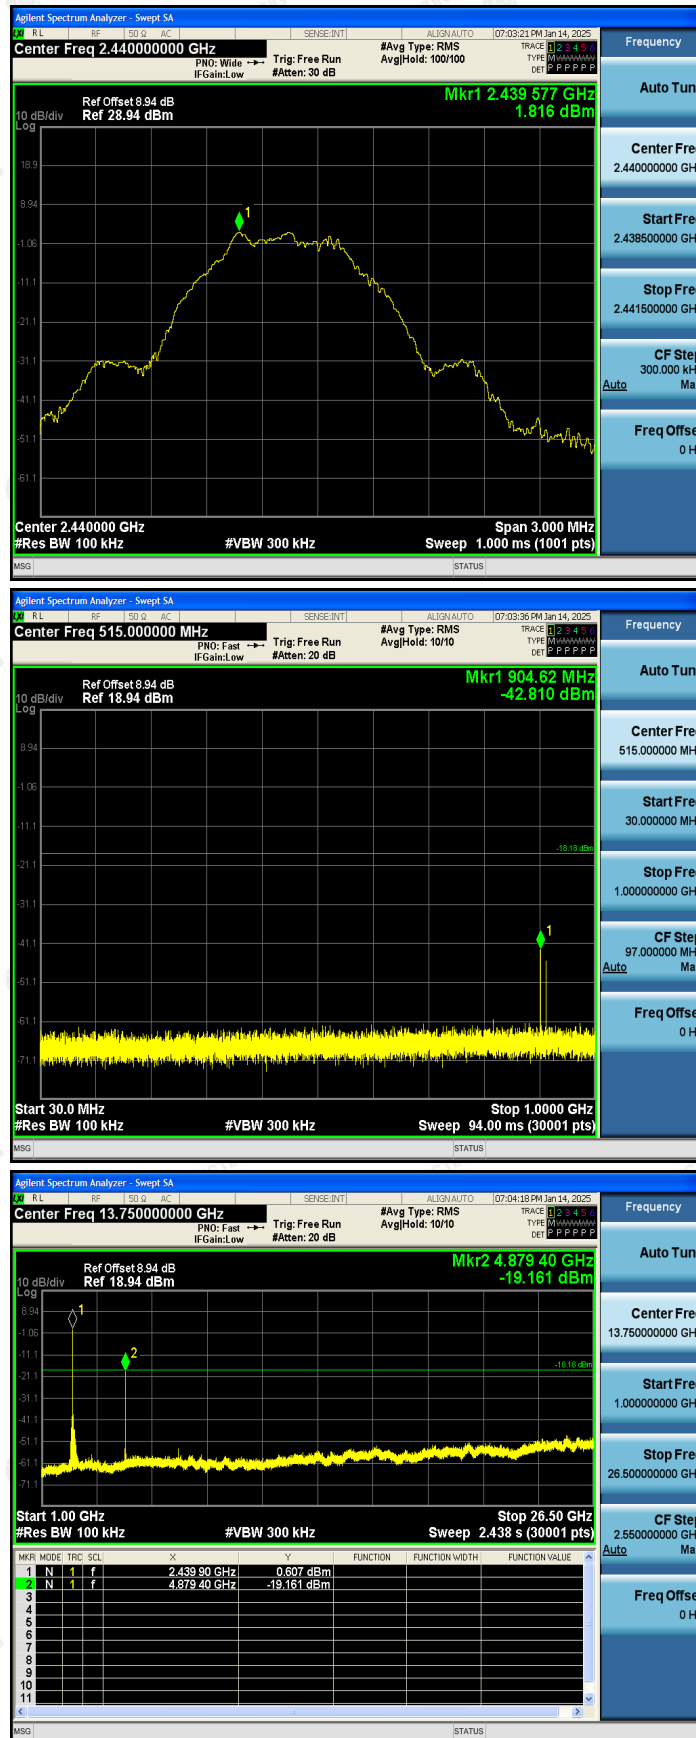 Agilent Spectrum Analyzer - Swept SA
LXI RL RF 50 Ω AC SENSE:INT ALIGN AUTO 07:03:21 PM Jan 14, 2025
Center Freq 2.440000000 GHz #Avg Type: RMS TRACE 1 2 3 4 5 6 Frequency
PNO: Wide Trig: Free Run Avg|Hold: 100/100 TYPE M
IFGain:Low #Atten: 30 dB DET P P P P P P
Auto Tun
Ref Offset 8.94 dB Mkr1 2.439 577 GHz
10 dB/div Ref 28.94 dBm 1.816 dBm
Log
Center Fre
2.440000000 GH
18.9
8.94
1
Start Fre
2.438500000 GH
-1.06
-11.1
Stop Fre
2.441500000 GH
-21.1
-31.1
CF Step
300.000 kH
Auto Ma
-41.1
-51.1
Freq Offse
0 H
-61.1
Center 2.440000 GHz Span 3.000 MHz
#Res BW 100 kHz #VBW 300 kHz Sweep 1.000 ms (1001 pts)
MSG STATUS
Agilent Spectrum Analyzer - Swept SA
LXI RL RF 50 Ω AC SENSE:INT ALIGN AUTO 07:03:36 PM Jan 14, 2025
Center Freq 515.000000 MHz #Avg Type: RMS TRACE 1 2 3 4 5 6 Frequency
PNO: Fast Trig: Free Run Avg|Hold: 10/10 TYPE M
IFGain:Low #Atten: 20 dB DET P P P P P P
Auto Tun
Ref Offset 8.94 dB Mkr1 904.62 MHz
10 dB/div Ref 18.94 dBm -42.810 dBm
Log
Center Fre
515.000000 MH
8.94
-1.06
Start Fre
30.000000 MH
-11.1
-18.18 dBm
-21.1
Stop Fre
1.000000000 GH
-31.1
1
-41.1
CF Step
97.000000 MH
Auto Ma
-51.1
-61.1
Freq Offse
0 H
-71.1
Start 30.0 MHz Stop 1.0000 GHz
#Res BW 100 kHz #VBW 300 kHz Sweep 94.00 ms (30001 pts)
MSG STATUS
Agilent Spectrum Analyzer - Swept SA
LXI RL RF 50 Ω AC SENSE:INT ALIGN AUTO 07:04:18 PM Jan 14, 2025
Center Freq 13.750000000 GHz #Avg Type: RMS TRACE 1 2 3 4 5 6 Frequency
PNO: Fast Trig: Free Run Avg|Hold: 10/10 TYPE M
IFGain:Low #Atten: 20 dB DET P P P P P P
Auto Tun
Ref Offset 8.94 dB Mkr2 4.879 40 GHz
10 dB/div Ref 18.94 dBm -19.161 dBm
Log
8.94 1
Center Fre
13.750000000 GH
-1.06
-11.1 2
-18.18 dBm
-21.1
Start Fre
1.000000000 GH
-31.1
-41.1
-51.1
Stop Fre
26.500000000 GH
-61.1
-71.1
Start 1.00 GHz Stop 26.50 GHz
#Res BW 100 kHz #VBW 300 kHz Sweep 2.438 s (30001 pts)
CF Step
2.550000000 GH
Auto Ma
MKR MODE TRC SCL X Y FUNCTION FUNCTION WIDTH FUNCTION VALUE
1 N 1 f 2.439 90 GHz 0.607 dBm
2 N 1 f 4.879 40 GHz -19.161 dBm
3
4
5
6
7
8
9
10
11
Freq Offse
0 H
MSG STATUS